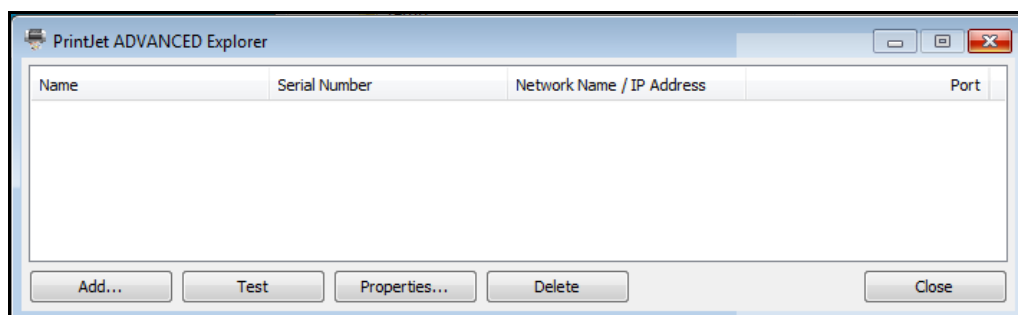 PrintJet ADVANCED Explorer
Name Serial Number Network Name / IP Address Port
Add... Test Properties... Delete Close